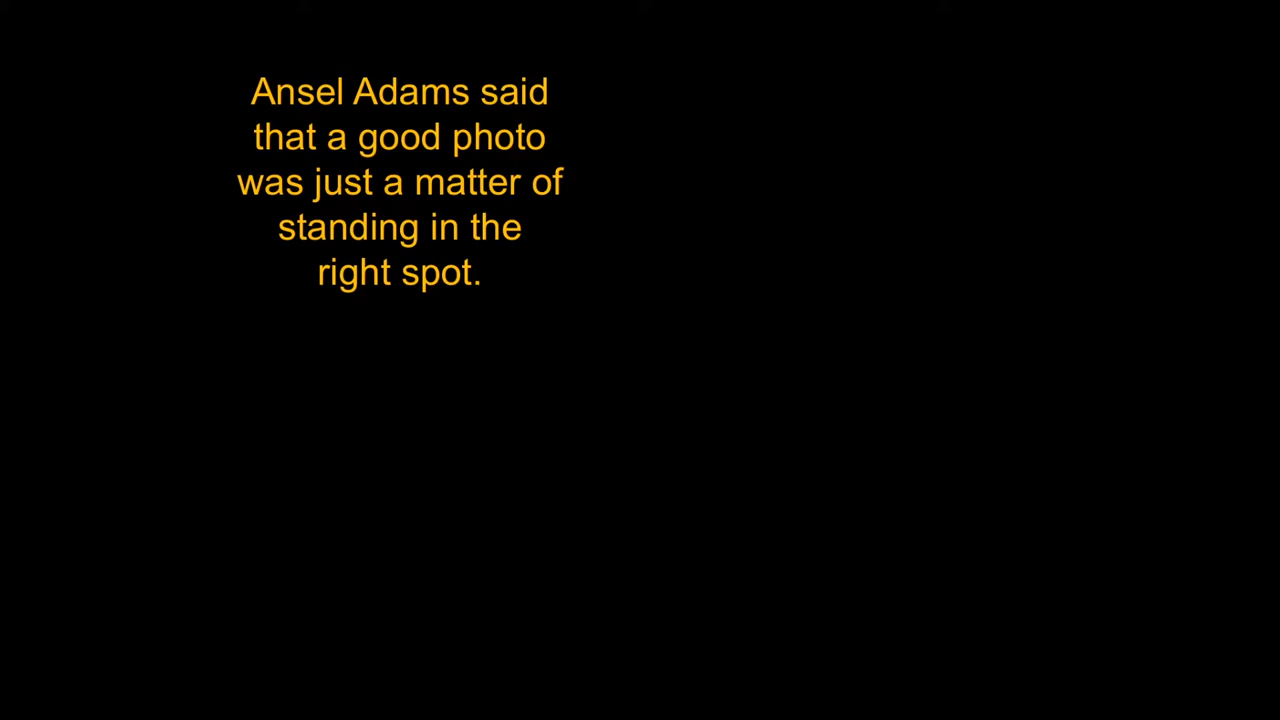 Ansel Adams said
that a good photo
was just a matter of
standing in the
right spot.